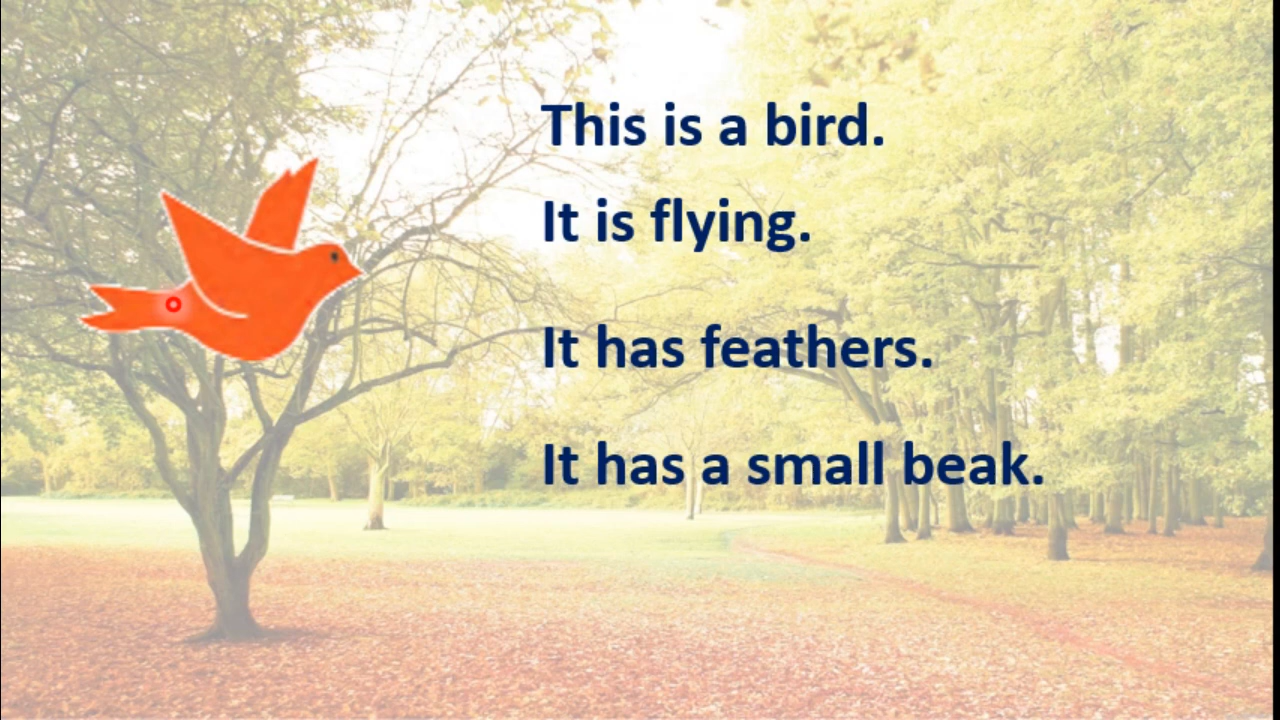 This is a bird.
It is flying.
It has feathers.
It has a small beak.